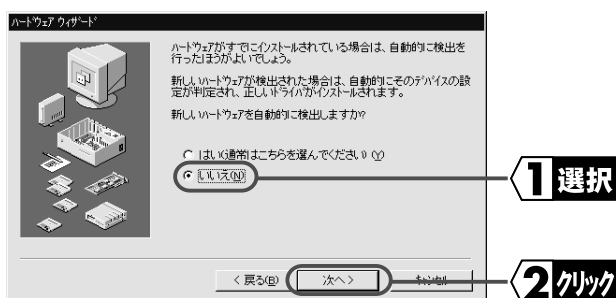 ハードウェア ウィザード
ハードウェアがすでにインストールされている場合は、自動的に検出を
行ったほうがよいでしょう。
新しいハードウェアが検出された場合は、自動的にそのデバイスの設
定が判定され、正しいドライバがインストールされます。
新しいハードウェアを自動的に検出しますか?
はい(通常はこちらを選んでください)(Y)
いいえ(N)
1 選択
< 戻る(B)
次へ >
キャンセル
2 クリック